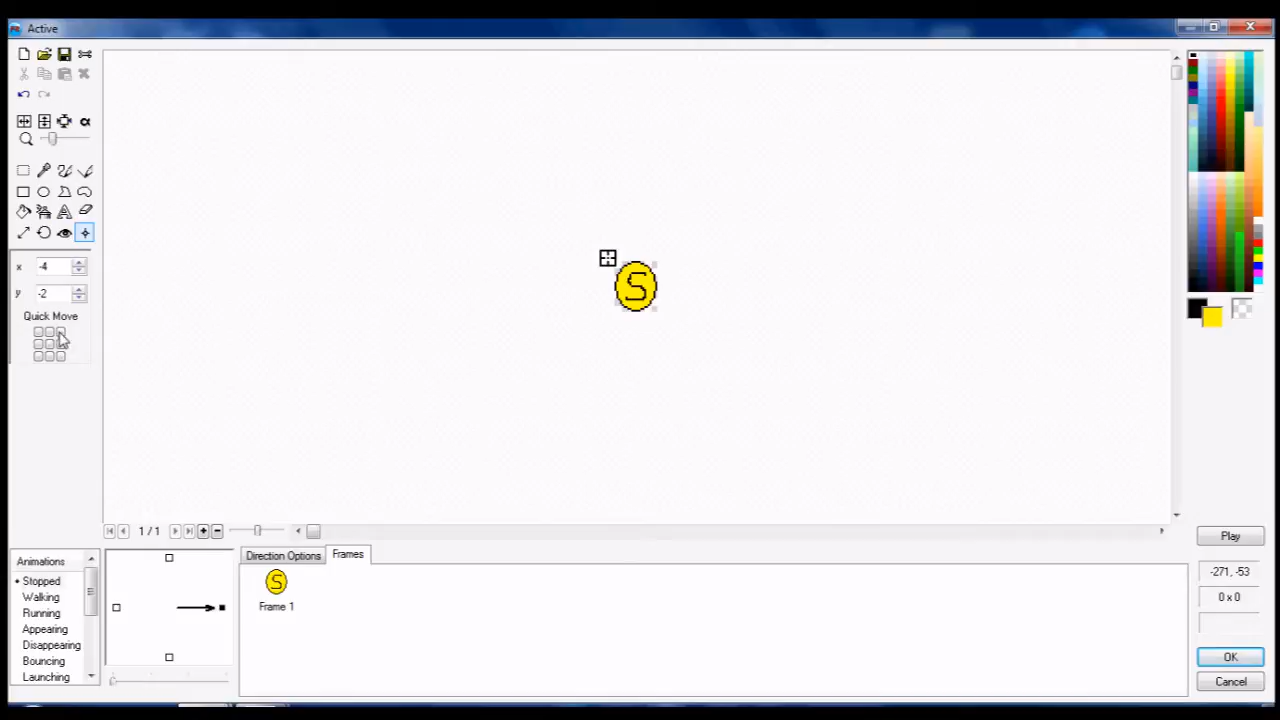 Active
α
A
x -4
y -2
Quick Move
S
1 / 1
Animations
Stopped
Walking
Running
Appearing
Disappearing
Bouncing
Launching
Direction Options
Frames
S
Frame 1
Play
-271, -53
0 x 0
OK
Cancel